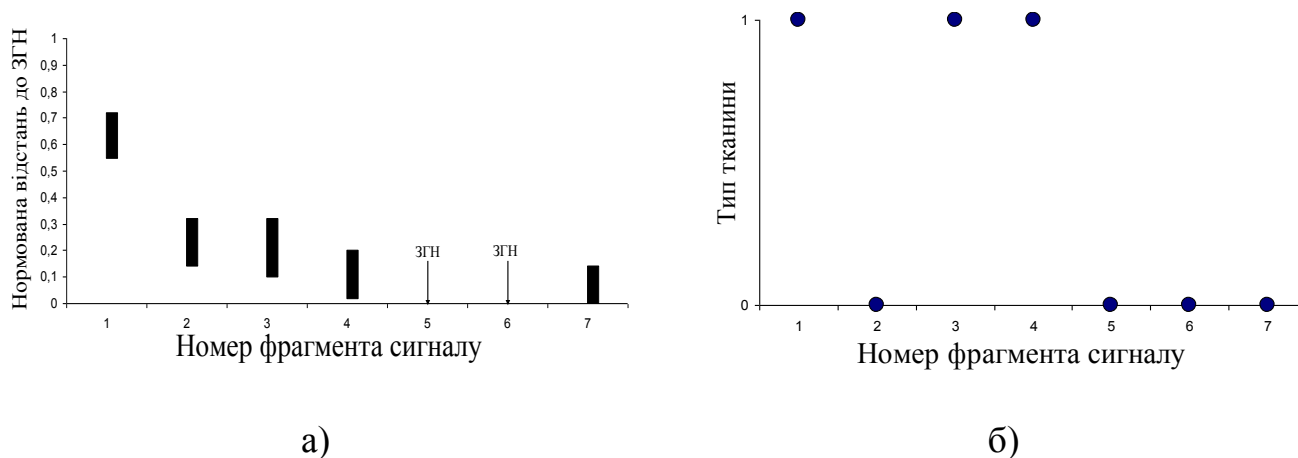 Нормована відстань до ЗГН
1
0,9
0,8
0,7
0,6
0,5
0,4
0,3
0,2
0,1
0
ЗГН
ЗГН
1 2 3 4 5 6 7
Номер фрагмента сигналу
а)
Тип тканини
1
0
1 2 3 4 5 6 7
Номер фрагмента сигналу
б)